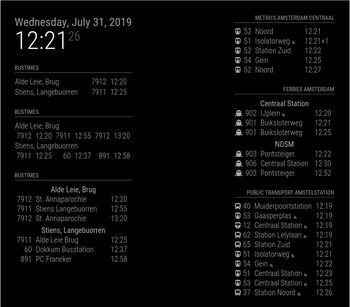 Wednesday, July 31, 2019
12:21 26
BUSTIMES
Alde Leie, Brug 7912 12:20
Stiens, Langebuorren 7911 12:25
BUSTIMES
Alde Leie, Brug
7912 12:20 7911 12:55 7912 13:20
Stiens, Langebuorren
7911 12:25 60 12:37 891 12:58
BUSTIMES
Alde Leie, Brug
7912 St. Annaparochie 12:20
7911 Stiens Langebuorren 12:55
7912 St. Annaparochie 13:20
Stiens, Langebuorren
7911 Alde Leie Brug 12:25
60 Dokkum Busstation 12:37
891 PC Franeker 12:58
METRO'S AMSTERDAM CENTRAAL
52 Noord 12:21
51 Isolatorweg 12:21+1
52 Station Zuid 12:22
54 Gein 12:25
52 Noord 12:27
FERRIES AMSTERDAM
Centraal Station
902 IJplein 12:20
901 Buiksloterweg 12:21
901 Buiksloterweg 12:25
NDSM
903 Pontsteiger 12:22
906 Centraal Station 12:30
903 Pontsteiger 12:52
PUBLIC TRANSPORT AMSTELSTATION
40 Muiderpoortstation 12:19
53 Gaasperplas 12:19
12 Centraal Station 12:19
62 Station Lelylaan 12:19
65 Station Zuid 12:21
51 Isolatorweg 12:21
54 Gein 12:22
51 Centraal Station 12:23
53 Centraal Station 12:25
37 Station Noord 12:26